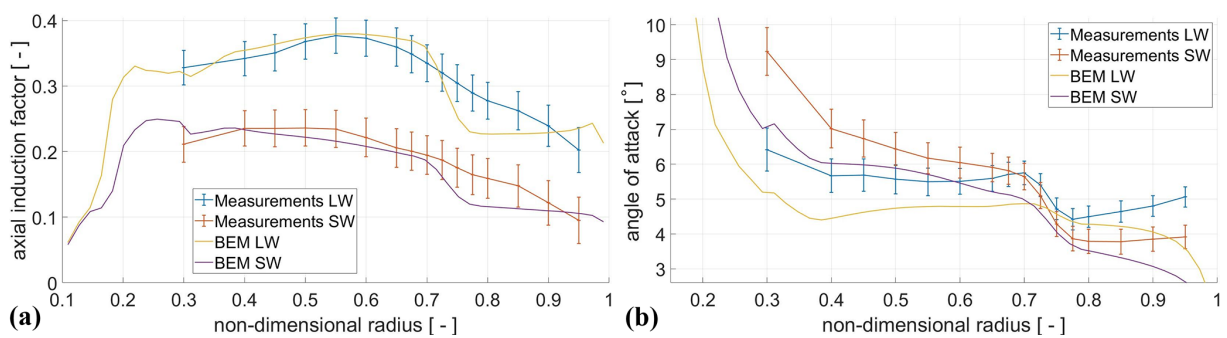 0.4
0.3
0.2
0.1
0
axial induction factor [ - ]
Measurements LW
Measurements SW
BEM LW
BEM SW
0.1 0.2 0.3 0.4 0.5 0.6 0.7 0.8 0.9 1
(a)
non-dimensional radius [ - ]
10
9
8
7
6
5
4
3
angle of attack [°]
Measurements LW
Measurements SW
BEM LW
BEM SW
0.2 0.3 0.4 0.5 0.6 0.7 0.8 0.9 1
(b)
non-dimensional radius [ - ]